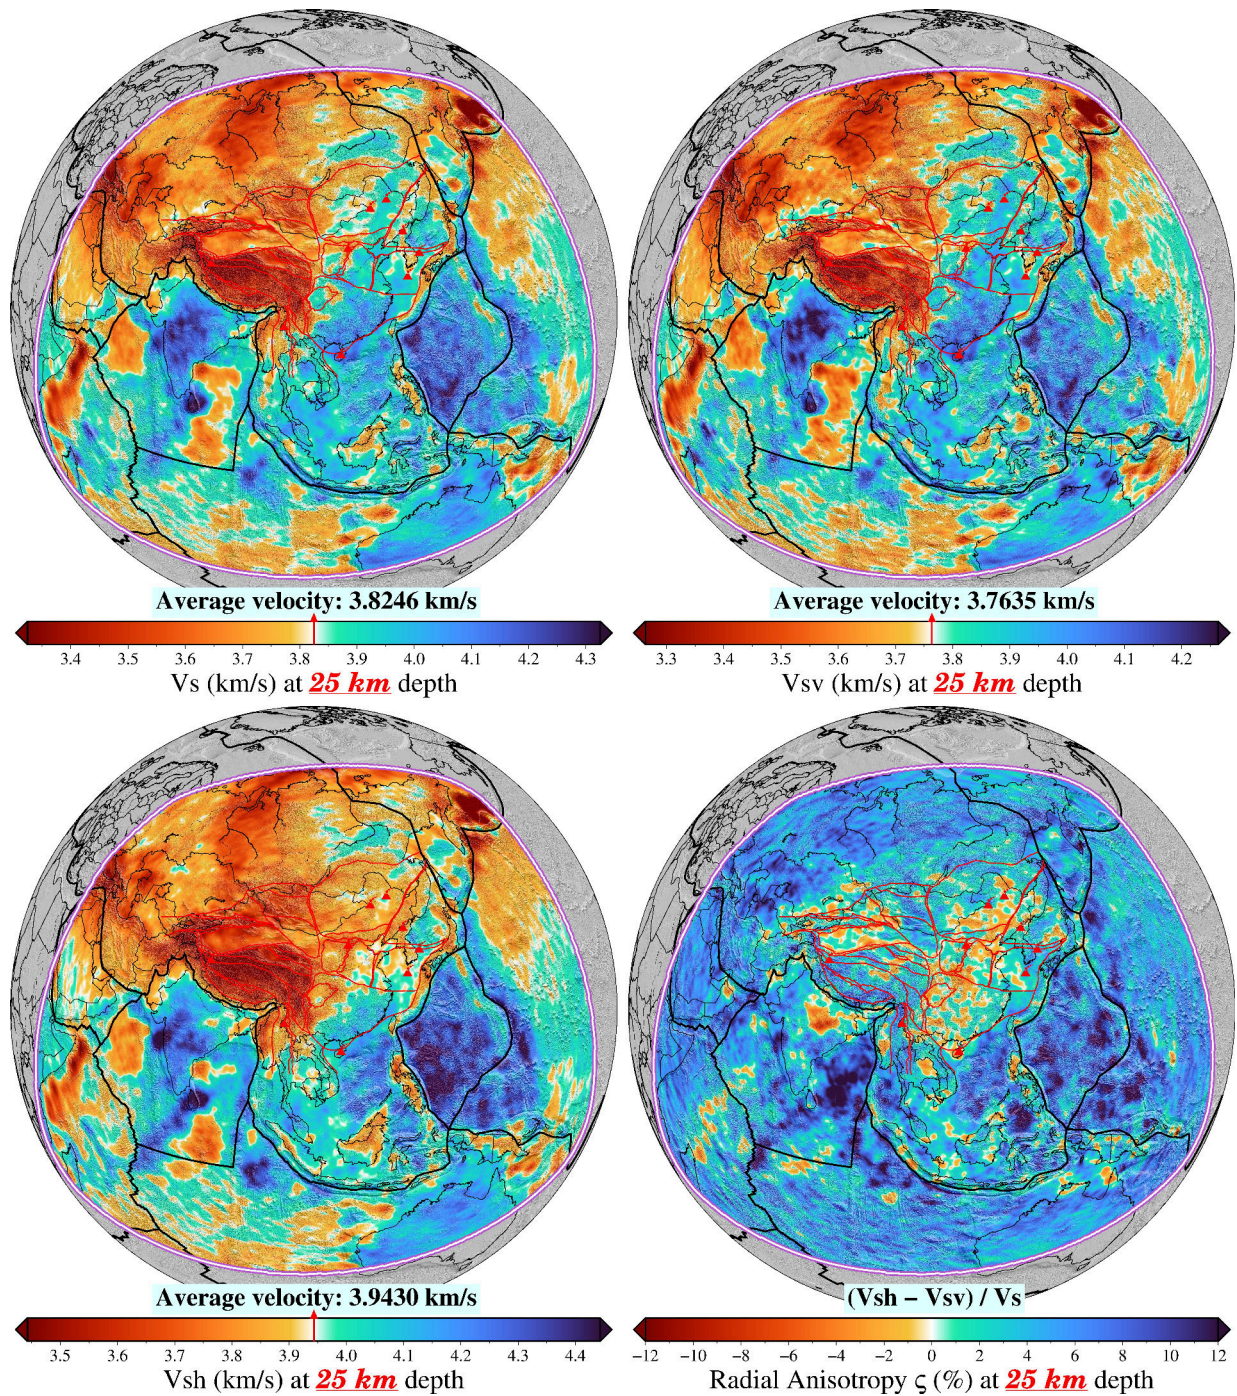 Average velocity: 3.8246 km/s
3.4 3.5 3.6 3.7 3.8 3.9 4.0 4.1 4.2 4.3
Vs (km/s) at 25 km depth
Average velocity: 3.7635 km/s
3.3 3.4 3.5 3.6 3.7 3.8 3.9 4.0 4.1 4.2
Vsv (km/s) at 25 km depth
Average velocity: 3.9430 km/s
3.5 3.6 3.7 3.8 3.9 4.0 4.1 4.2 4.3 4.4
Vsh (km/s) at 25 km depth
(Vsh − Vsv) / Vs
−12 −10 −8 −6 −4 −2 0 2 4 6 8 10 12
Radial Anisotropy ς (%) at 25 km depth